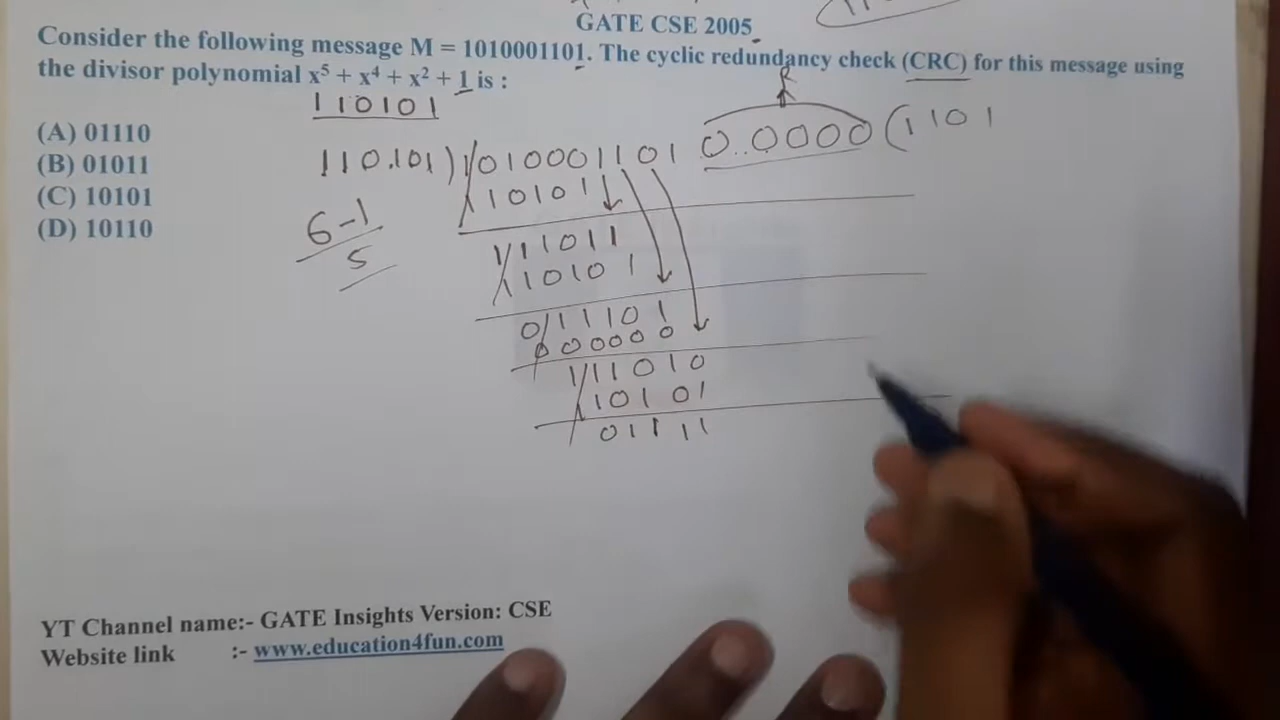 GATE CSE 2005
Consider the following message M = 1010001101. The cyclic redundancy check (CRC) for this message using
the divisor polynomial x⁵ + x⁴ + x² + 1 is :
110101
(A) 01110
(B) 01011
(C) 10101
(D) 10110
R
110101)1010001101 00000(1101
110101
6-1
5
111011
110101
011101
000000
111010
110101
01111
YT Channel name:- GATE Insights Version: CSE
Website link :- www.education4fun.com